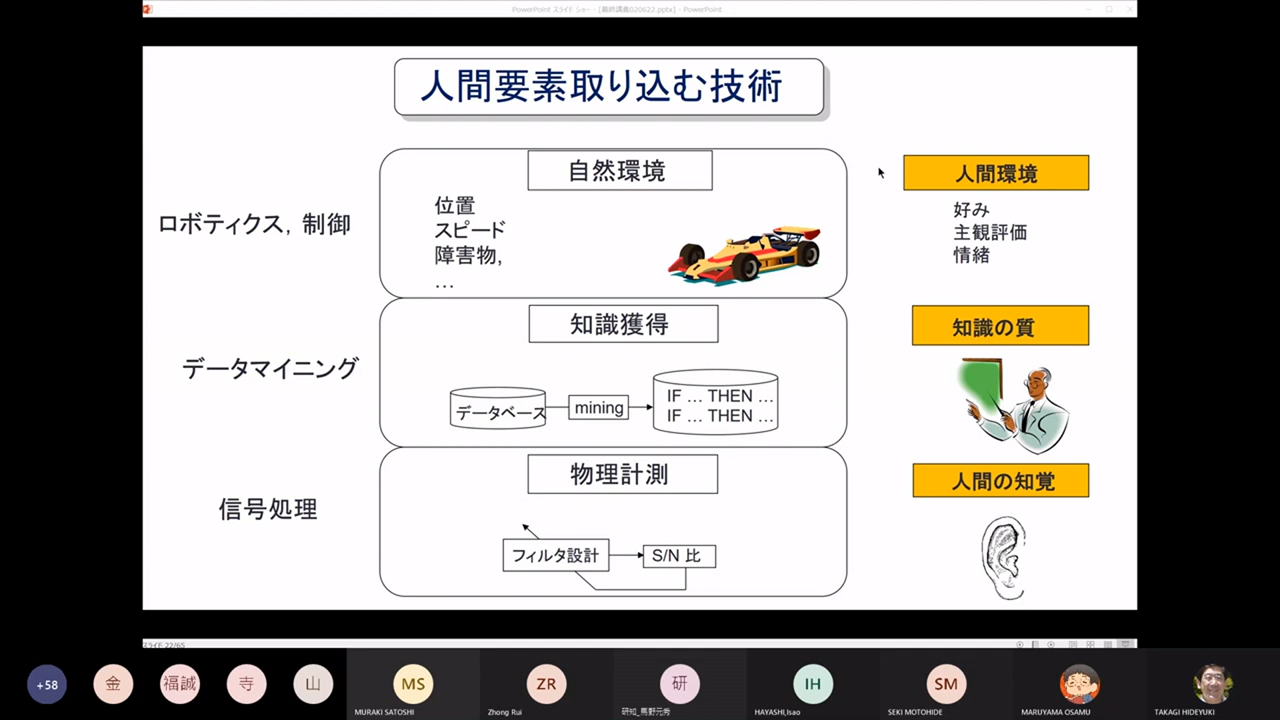 PowerPoint スライド ショー - [最終講義020622.pptx] - PowerPoint
人間要素取り込む技術
自然環境
人間環境
ロボティクス，制御
位置
スピード
障害物,
…
好み
主観評価
情緒
知識獲得
知識の質
データマイニング
データベース
mining
IF … THEN …
IF … THEN …
物理計測
人間の知覚
信号処理
フィルタ設計
S/N 比
スライド 22/65
+58
金
福誠
寺
山
MS
ZR
研
IH
SM
MURAKI SATOSHI
Zhong Rui
研知_馬野元秀
HAYASHI,Isao
SEKI MOTOHIDE
MARUYAMA OSAMU
TAKAGI HIDEYUKI